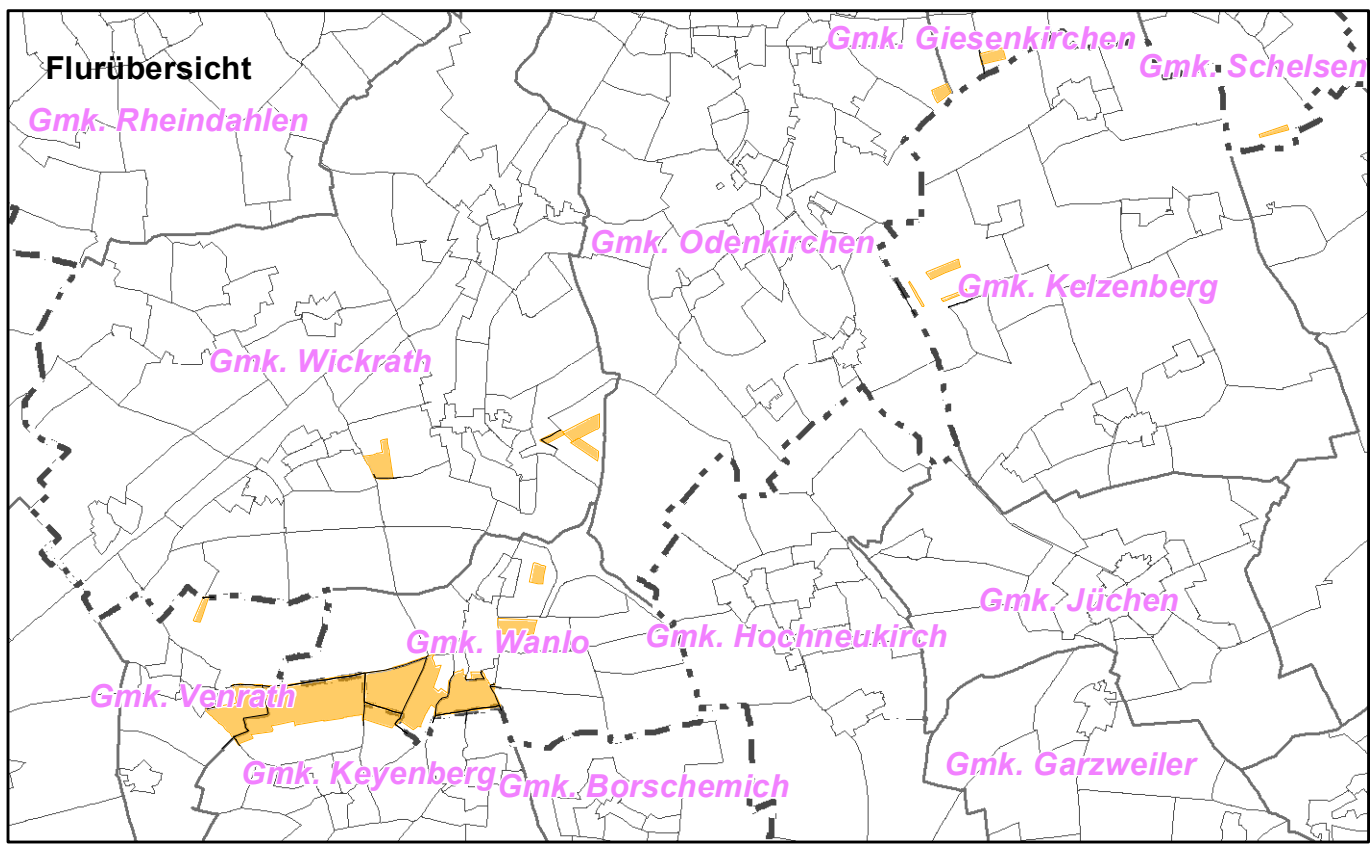 Gmk. Giesenkirchen
Flurübersicht
Gmk. Schelsen
Gmk. Rheindahlen
Gmk. Odenkirchen
Gmk. Kelzenberg
Gmk. Wickrath
Gmk. Jüchen
Gmk. Wanlo
Gmk. Hochneukirch
Gmk. Venrath
Gmk. Keyenberg
Gmk. Borschemich
Gmk. Garzweiler